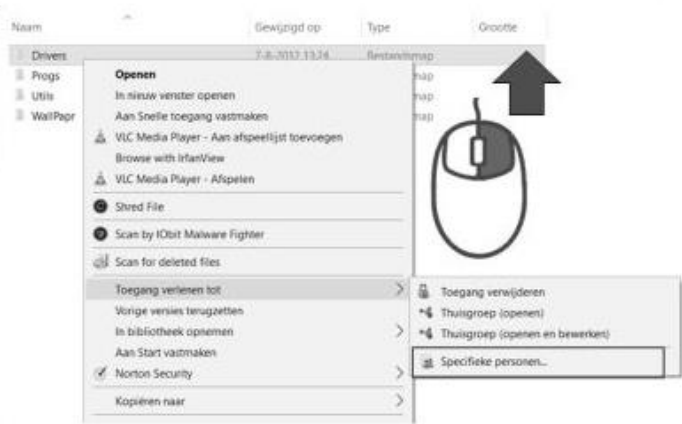 Naam Gewijzigd op Type Grootte
Drivers 7-8-2012 13:24 Bestandsmap
Progs map
Utils map
WallPapr map
Openen
In nieuw venster openen
Aan Snelle toegang vastmaken
VLC Media Player - Aan afspeellijst toevoegen
Browse with IrfanView
VLC Media Player - Afspelen
Shred File
Scan by IObit Malware Fighter
Scan for deleted files
Toegang verlenen tot
Vorige versies terugzetten
In bibliotheek opnemen
Aan Start vastmaken
Norton Security
Kopiëren naar
Toegang verwijderen
Thuisgroep (openen)
Thuisgroep (openen en bewerken)
Specifieke personen...